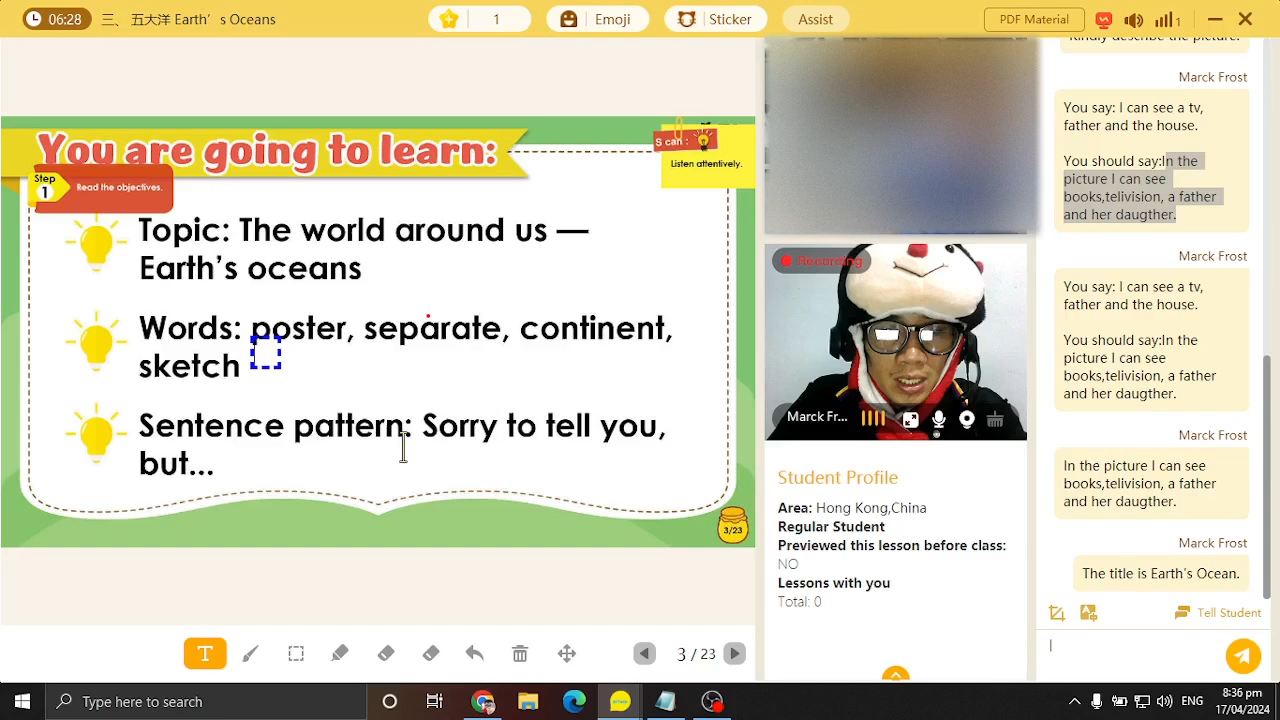 06:28
三、五大洋 Earth's Oceans
1
Emoji
Sticker
Assist
PDF Material
1
You are going to learn:
Step
1
Read the objectives.
S can :
Listen attentively.
Topic: The world around us —
Earth's oceans
Words: poster, separate, continent,
sketch
Sentence pattern: Sorry to tell you,
but...
3/23
T
3 / 23
Recording
Marck Fr...
Student Profile
Area: Hong Kong,China
Regular Student
Previewed this lesson before class:
NO
Lessons with you
Total: 0
Kindly describe the picture.
Marck Frost
You say: I can see a tv,
father and the house.
You should say:In the
picture I can see
books,telivision, a father
and her daugther.
Marck Frost
You say: I can see a tv,
father and the house.
You should say:In the
picture I can see
books,telivision, a father
and her daugther.
Marck Frost
In the picture I can see
books,telivision, a father
and her daugther.
Marck Frost
The title is Earth's Ocean.
Tell Student
Type here to search
ENG
8:36 pm
17/04/2024